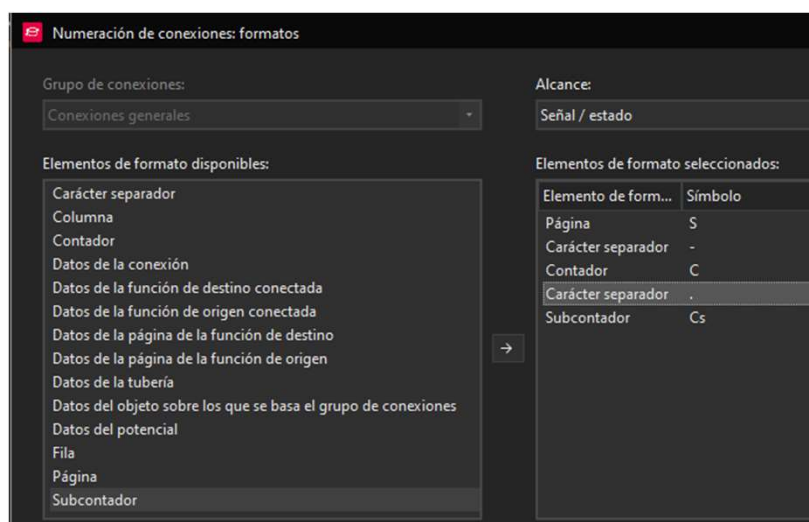 Numeración de conexiones: formatos
Grupo de conexiones:
Conexiones generales
Alcance:
Señal / estado
Elementos de formato disponibles:
Carácter separador
Columna
Contador
Datos de la conexión
Datos de la función de destino conectada
Datos de la función de origen conectada
Datos de la página de la función de destino
Datos de la página de la función de origen
Datos de la tubería
Datos del objeto sobre los que se basa el grupo de conexiones
Datos del potencial
Fila
Página
Subcontador
Elementos de formato seleccionados:
Elemento de form... Símbolo
Página S
Carácter separador -
Contador C
Carácter separador .
Subcontador Cs